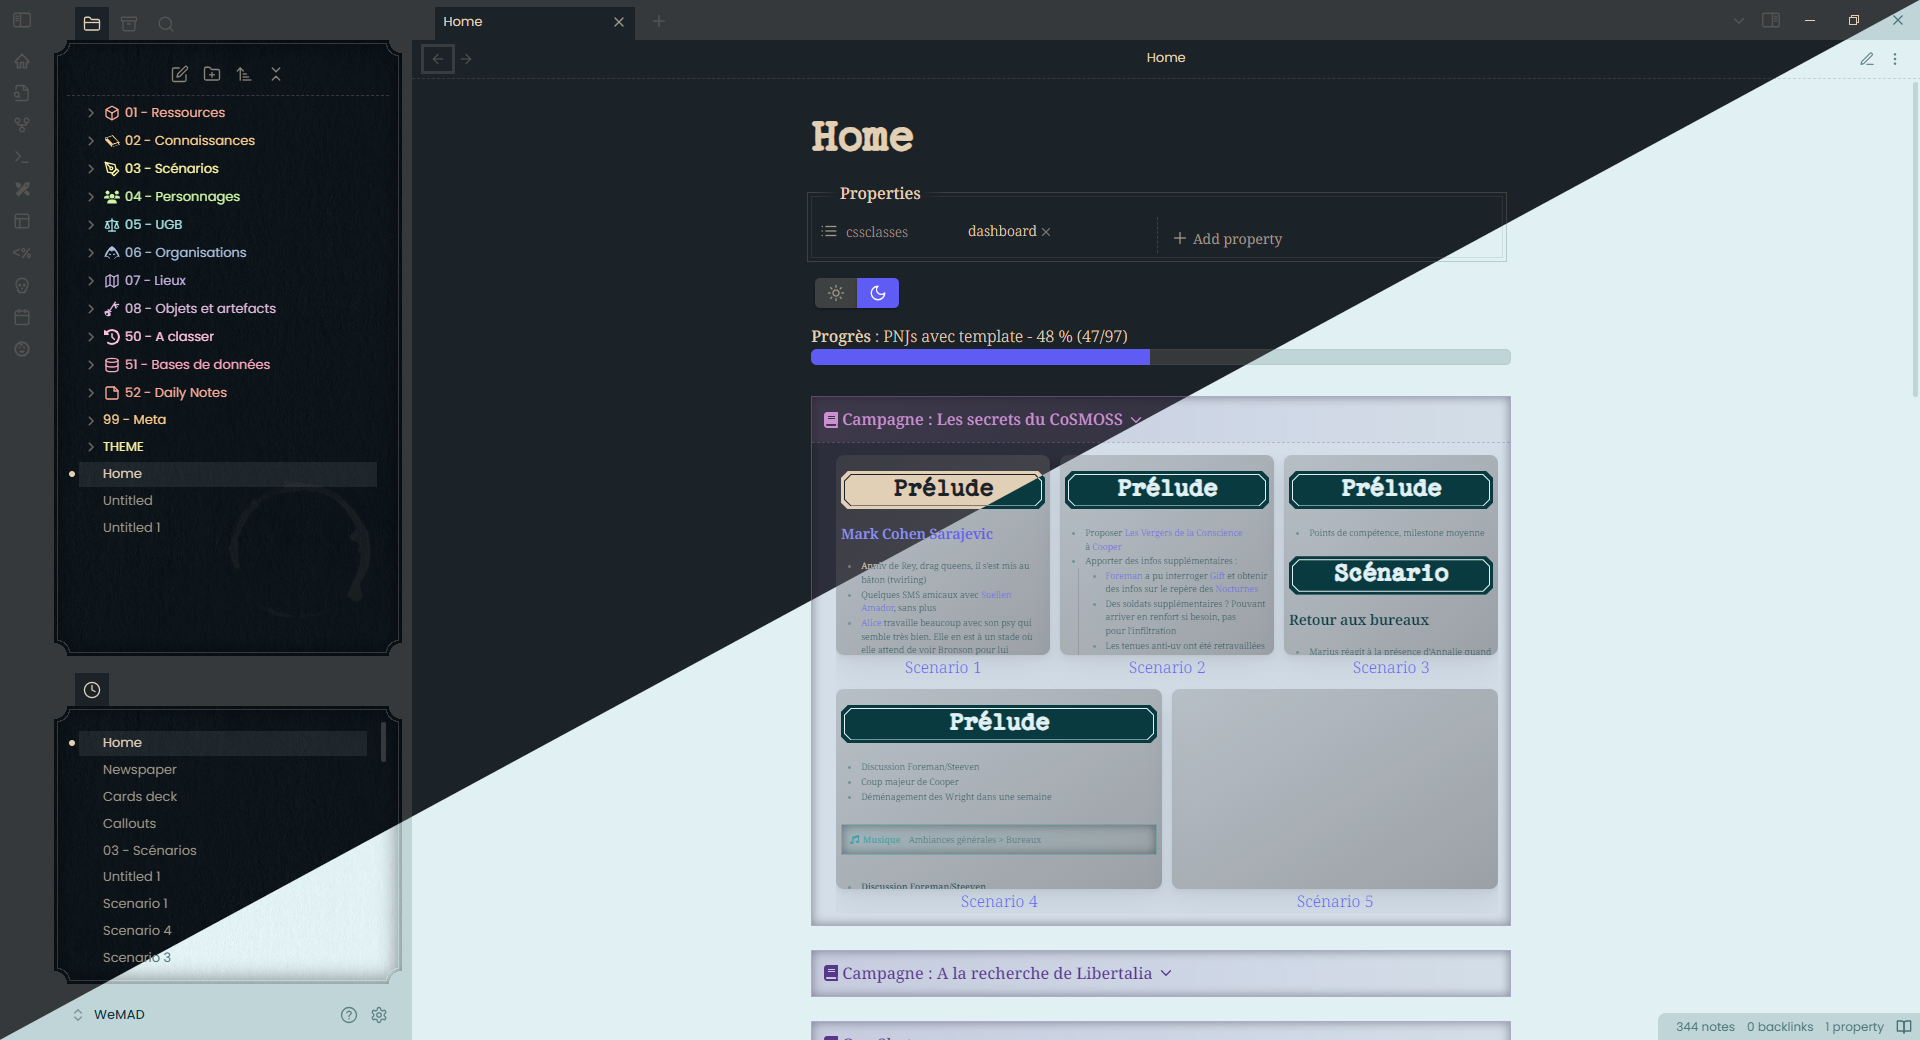 Home
Home
<%
01 - Ressources
02 - Connaissances
03 - Scénarios
04 - Personnages
05 - UGB
06 - Organisations
07 - Lieux
08 - Objets et artefacts
50 - A classer
51 - Bases de données
52 - Daily Notes
99 - Meta
THEME
Home
Untitled
Untitled 1
Home
Newspaper
Cards deck
Callouts
03 - Scénarios
Untitled 1
Scenario 1
Scenario 4
Scenario 3
WeMAD
Home
Properties
cssclasses
dashboard
Add property
Progrès : PNJs avec template - 48 % (47/97)
Campagne : Les secrets du CoSMOSS
Prélude
Mark Cohen Sarajevic
Anniv de Rey, drag queens, il s'est mis au
bâton (twirling)
Quelques SMS amicaux avec Suellen
Amador, sans plus
Alice travaille beaucoup avec son psy qui
semble très bien. Elle en est à un stade où
elle attend de voir Bronson pour lui
Scenario 1
Prélude
Proposer Les Vergers de la Conscience
à Cooper
Apporter des infos supplémentaires :
Foreman a pu interroger Gift et obtenir
des infos sur le repère des Nocturnes
Des soldats supplémentaires ? Pouvant
arriver en renfort si besoin, pas
pour l'infiltration
Les tenues anti-uv ont été retravaillées
Scenario 2
Prélude
Points de compétence, milestone moyenne
Scénario
Retour aux bureaux
Marius réagit à la présence d'Annalie quand
Scenario 3
Prélude
Discussion Foreman/Steeven
Coup majeur de Cooper
Déménagement des Wright dans une semaine
Musique Ambiances générales > Bureaux
Discussion Foreman/Steeven
Scenario 4
Scénario 5
Campagne : A la recherche de Libertalia
344 notes 0 backlinks 1 property